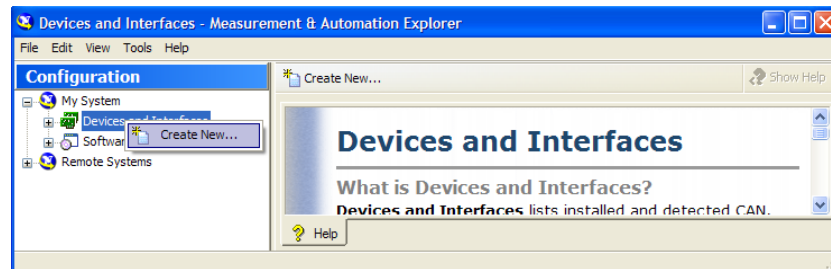 Devices and Interfaces - Measurement & Automation Explorer
File Edit View Tools Help
Configuration
My System
Devices and Interfaces
Create New...
Softwar
Remote Systems
Create New...
Show Help
Devices and Interfaces
What is Devices and Interfaces?
Devices and Interfaces lists installed and detected CAN,
Help